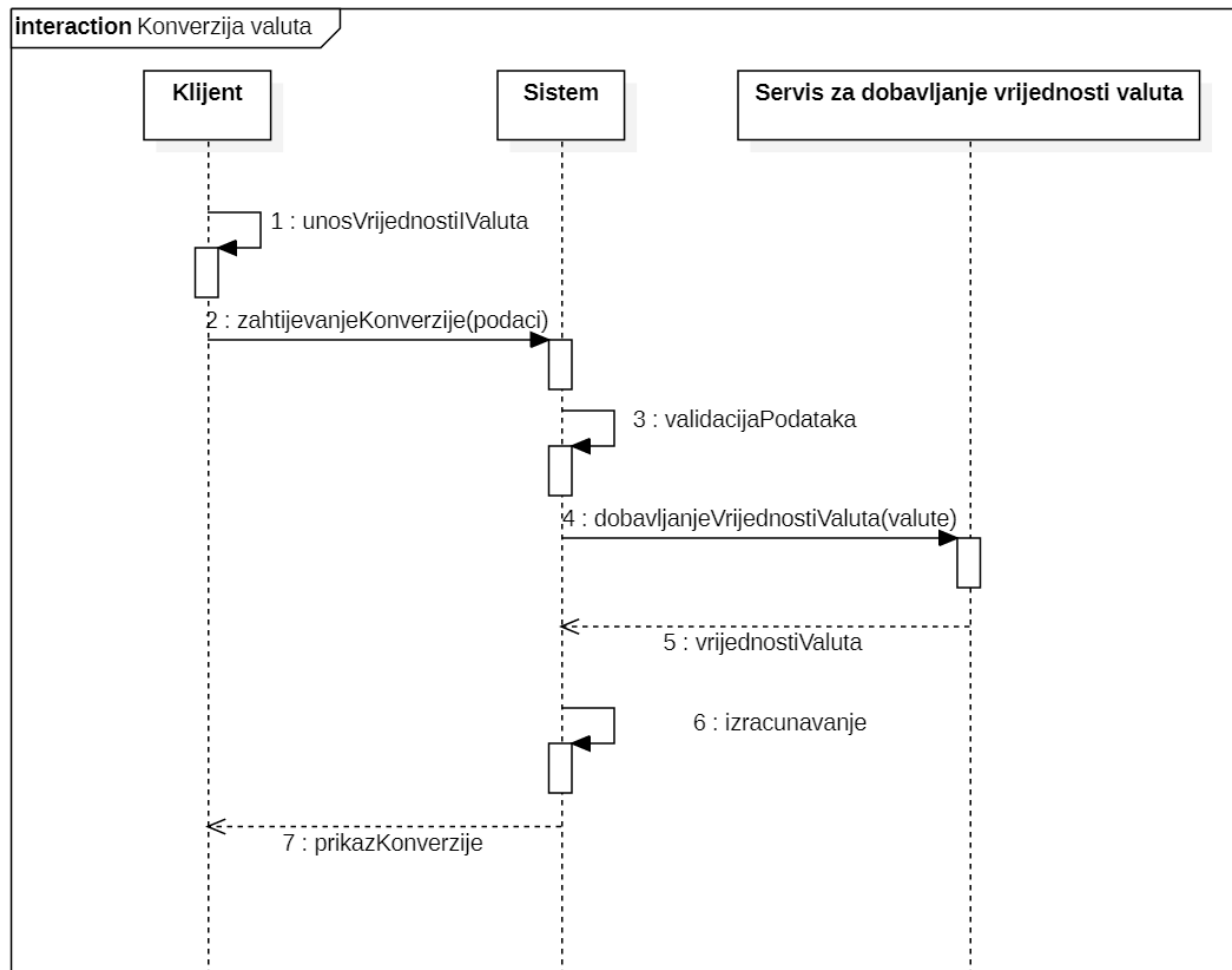 interaction Konverzija valuta
Klijent
Sistem
Servis za dobavljanje vrijednosti valuta
1 : unosVrijednostiIValuta
2 : zahtijevanjeKonverzije(podaci)
3 : validacijaPodataka
4 : dobavljanjeVrijednostiValuta(valute)
5 : vrijednostiValuta
6 : izracunavanje
7 : prikazKonverzije